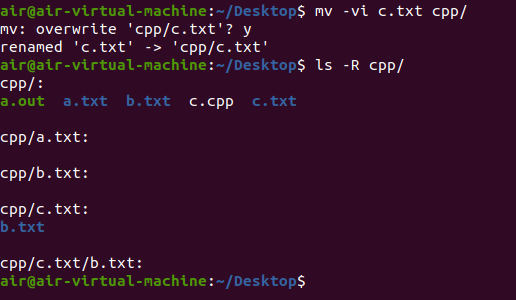 air@air-virtual-machine:~/Desktop$ mv -vi c.txt cpp/
mv: overwrite 'cpp/c.txt'? y
renamed 'c.txt' -> 'cpp/c.txt'
air@air-virtual-machine:~/Desktop$ ls -R cpp/
cpp/:
a.out  a.txt  b.txt  c.cpp  c.txt

cpp/a.txt:

cpp/b.txt:

cpp/c.txt:
b.txt

cpp/c.txt/b.txt:
air@air-virtual-machine:~/Desktop$